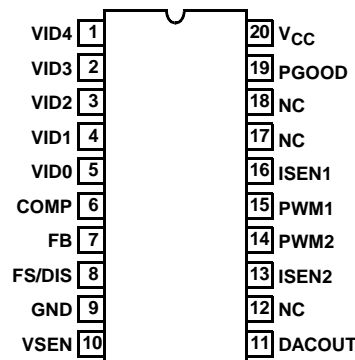 VID4 1 20 VCC
VID3 2 19 PGOOD
VID2 3 18 NC
VID1 4 17 NC
VID0 5 16 ISEN1
COMP 6 15 PWM1
FB 7 14 PWM2
FS/DIS 8 13 ISEN2
GND 9 12 NC
VSEN 10 11 DACOUT